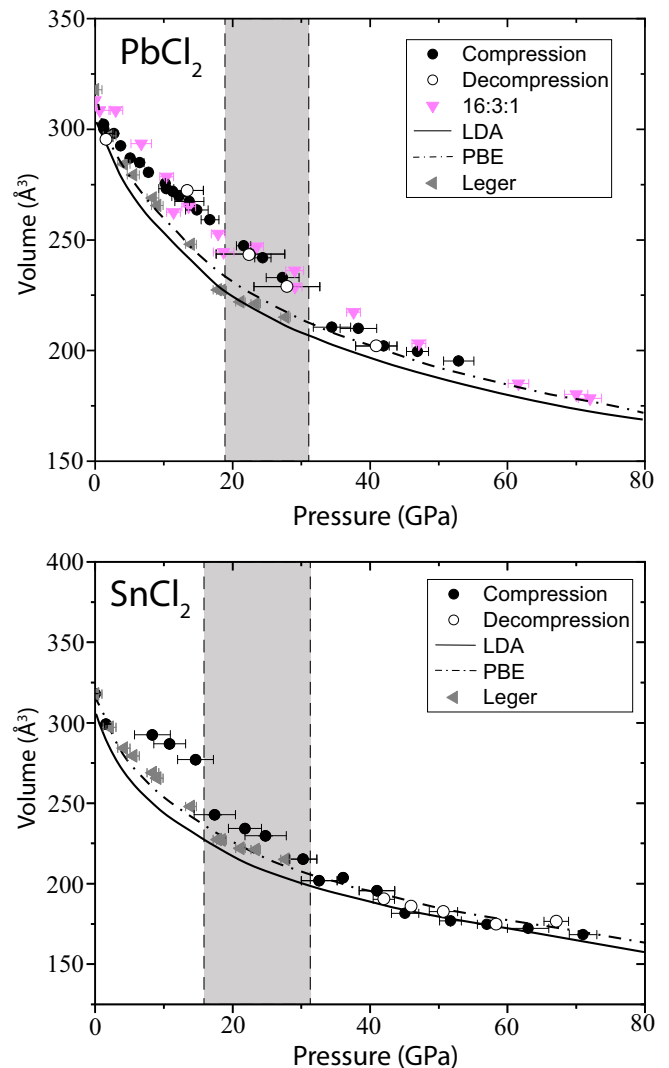 PbCl2
Compression
Decompression
16:3:1
LDA
PBE
Leger
350
300
250
200
150
Volume (Å3)
0
20
40
60
80
Pressure (GPa)
SnCl2
Compression
Decompression
LDA
PBE
Leger
400
350
300
250
200
150
Volume (Å3)
0
20
40
60
80
Pressure (GPa)